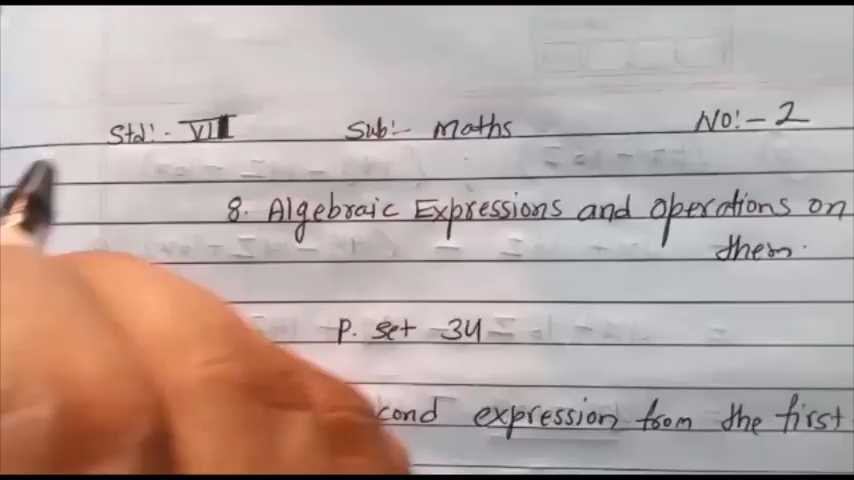 Std:- VII Sub:- Maths No:- 2
8. Algebraic Expressions and operations on
them.
P. set 34
cond expression from the first